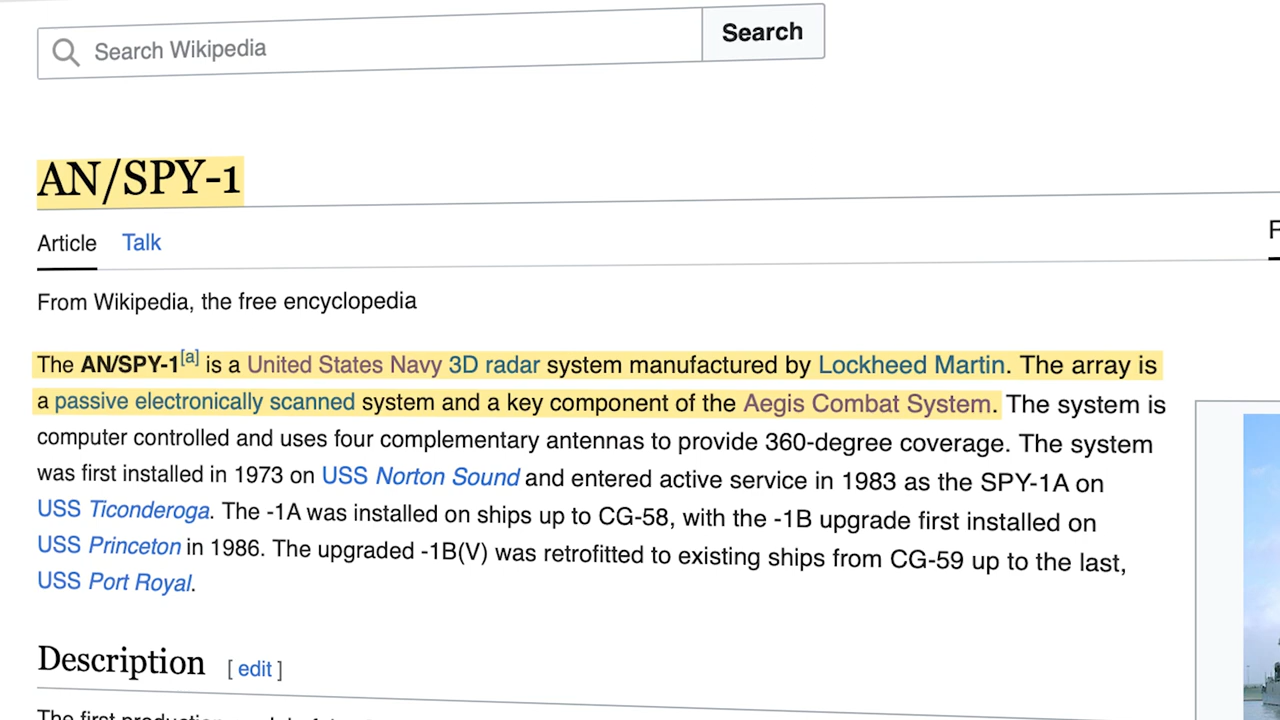 Search Wikipedia
Search
AN/SPY-1
Article Talk
From Wikipedia, the free encyclopedia
The AN/SPY-1[a] is a United States Navy 3D radar system manufactured by Lockheed Martin. The array is
a passive electronically scanned system and a key component of the Aegis Combat System. The system is
computer controlled and uses four complementary antennas to provide 360-degree coverage. The system
was first installed in 1973 on USS Norton Sound and entered active service in 1983 as the SPY-1A on
USS Ticonderoga. The -1A was installed on ships up to CG-58, with the -1B upgrade first installed on
USS Princeton in 1986. The upgraded -1B(V) was retrofitted to existing ships from CG-59 up to the last,
USS Port Royal.
Description [ edit ]
The first production model of the